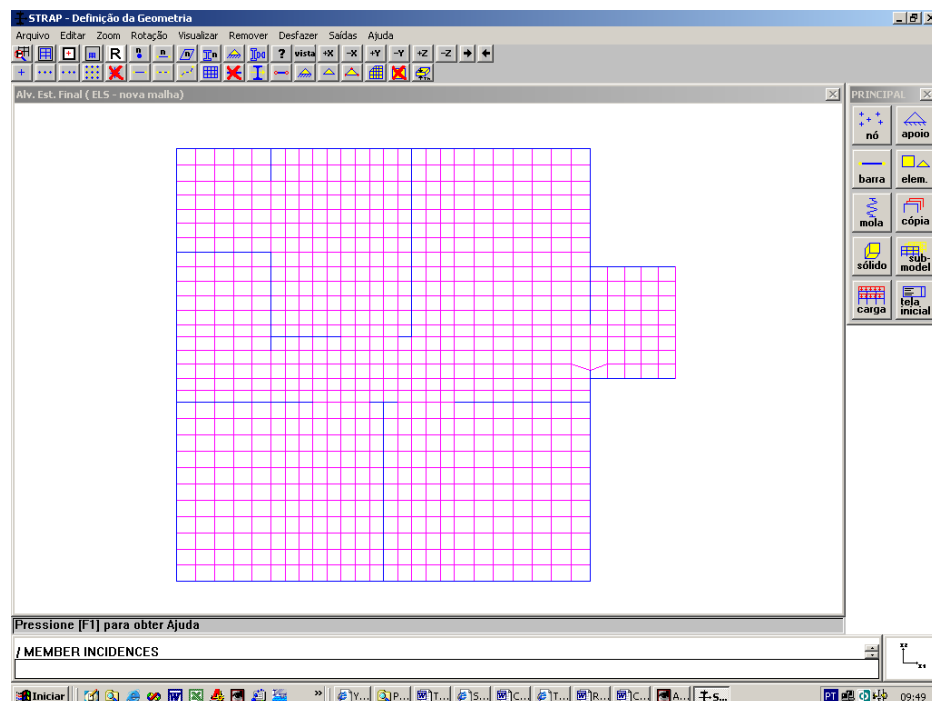 STRAP - Definição da Geometria
Arquivo Editar Zoom Rotação Visualizar Remover Desfazer Saídas Ajuda
m R n n n In ? vista +X -X +Y -Y +Z -Z
Alv. Est. Final ( ELS - nova malha)
PRINCIPAL
nó apoio
barra elem.
mola cópia
sólido sub-model
carga tela inicial
Pressione [F1] para obter Ajuda
/ MEMBER INCIDENCES
Iniciar » Y... P... T... S... C... T... R... C... A... S... PT 09:49